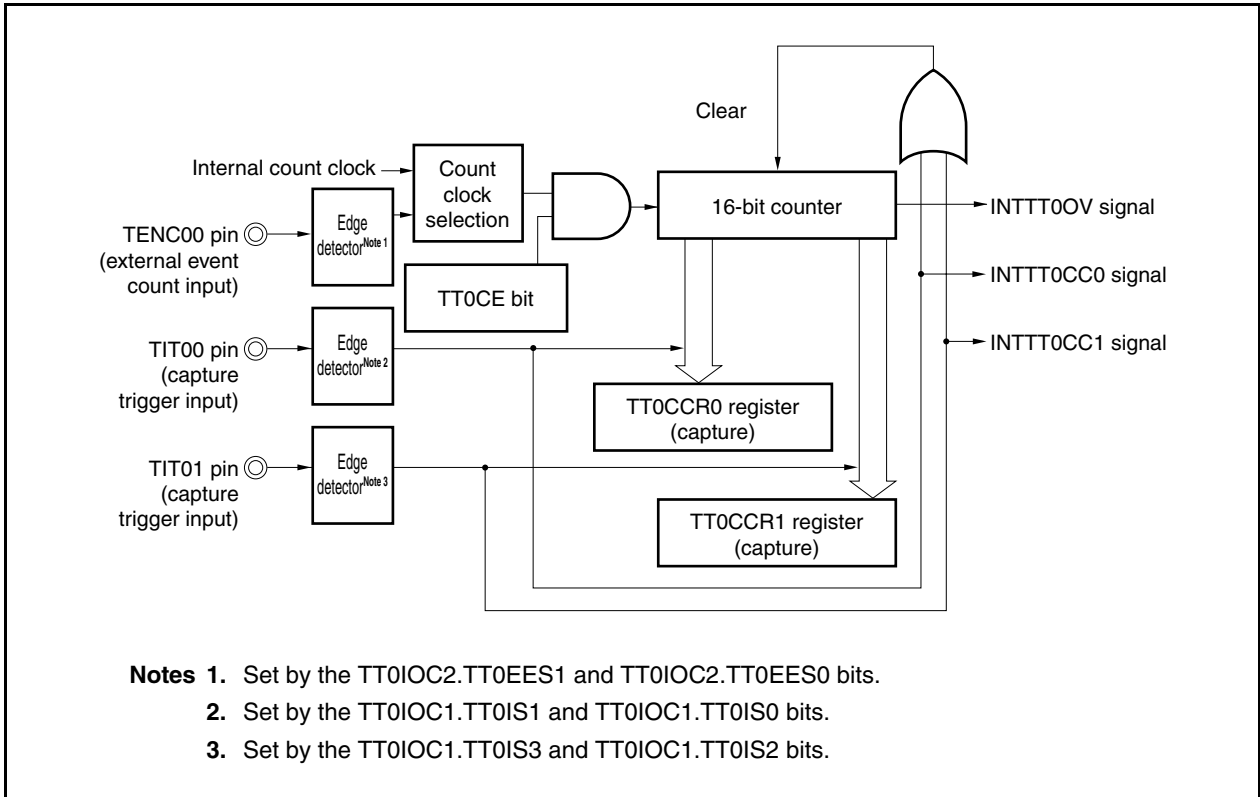 Clear
Internal count clock
Count
clock
selection
16-bit counter
INTTT0OV signal
Edge
detectorNote 1
TENC00 pin
(external event
count input)
TT0CE bit
INTTT0CC0 signal
Edge
detectorNote 2
TIT00 pin
(capture
trigger input)
INTTT0CC1 signal
TT0CCR0 register
(capture)
Edge
detectorNote 3
TIT01 pin
(capture
trigger input)
TT0CCR1 register
(capture)
Notes 1. Set by the TT0IOC2.TT0EES1 and TT0IOC2.TT0EES0 bits.
2. Set by the TT0IOC1.TT0IS1 and TT0IOC1.TT0IS0 bits.
3. Set by the TT0IOC1.TT0IS3 and TT0IOC1.TT0IS2 bits.